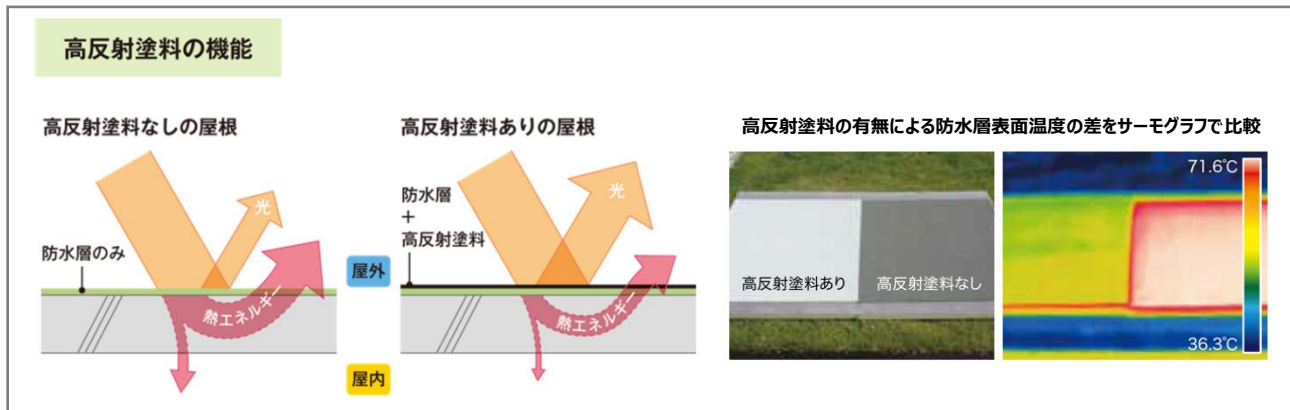 高反射塗料の機能
高反射塗料なしの屋根
光
防水層のみ
熱エネルギー
高反射塗料ありの屋根
光
防水層
+
高反射塗料
熱エネルギー
屋外
屋内
高反射塗料の有無による防水層表面温度の差をサーモグラフで比較
高反射塗料あり
高反射塗料なし
71.6℃
36.3℃